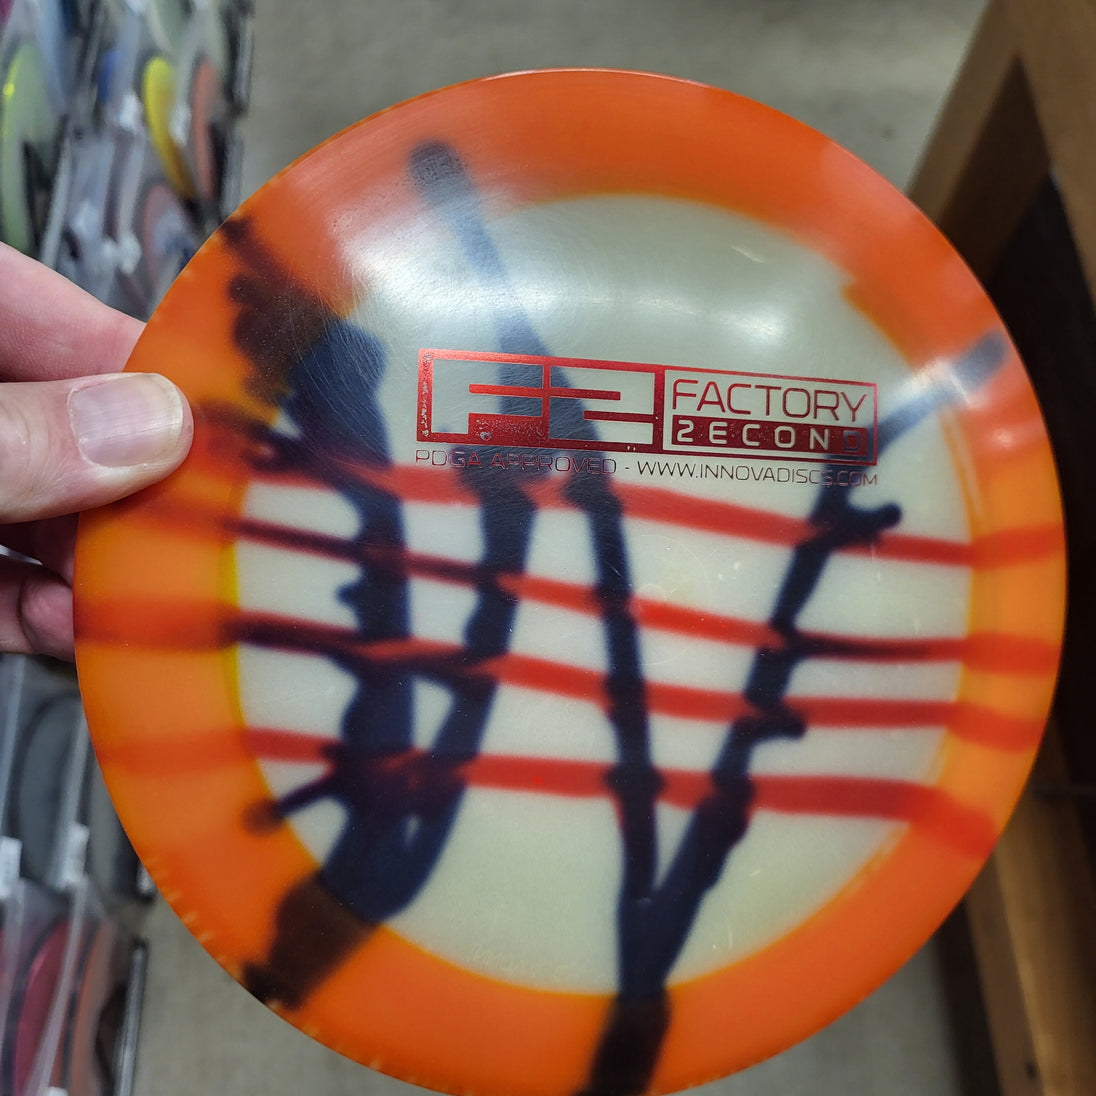 F2 FACTORY
2ECOND
PDGA APPROVED - WWW.INNOVADISCS.COM